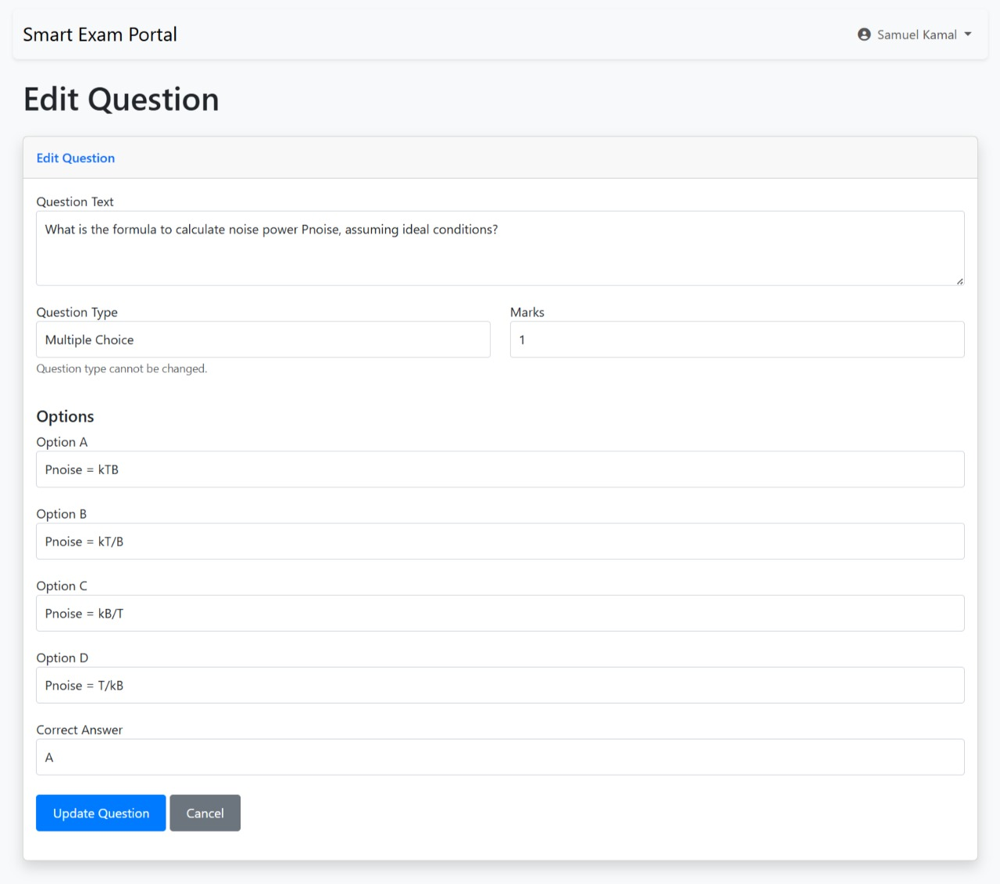 Smart Exam Portal
Samuel Kamal
Edit Question
Edit Question
Question Text
What is the formula to calculate noise power Pnoise, assuming ideal conditions?
Question Type
Marks
Multiple Choice
1
Question type cannot be changed.
Options
Option A
Pnoise = kTB
Option B
Pnoise = kT/B
Option C
Pnoise = kB/T
Option D
Pnoise = T/kB
Correct Answer
A
Update Question
Cancel